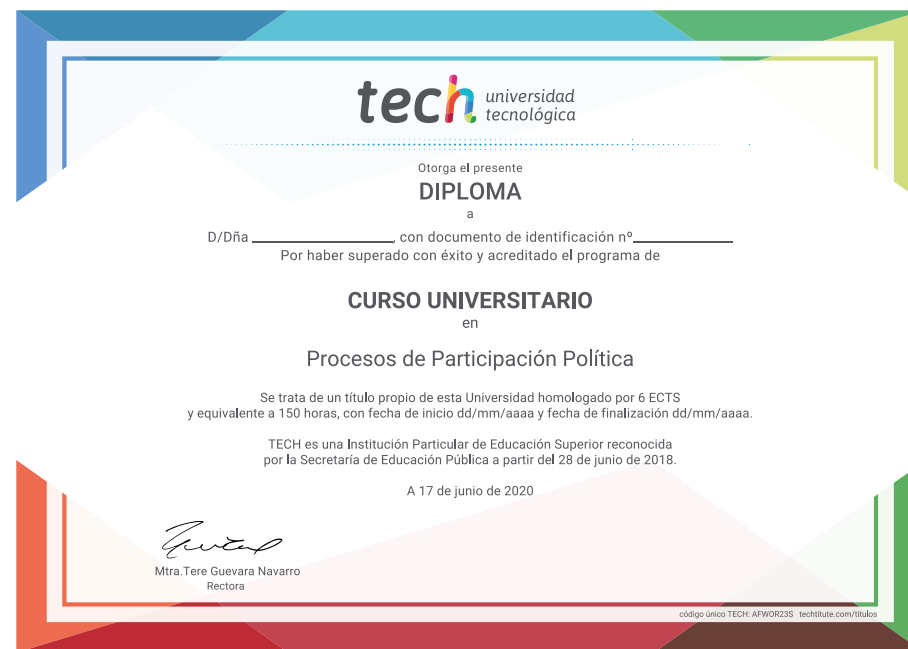 tech universidad
tecnológica
Otorga el presente
DIPLOMA
a
D/Dña ____________________, con documento de identificación nº______________
Por haber superado con éxito y acreditado el programa de
CURSO UNIVERSITARIO
en
Procesos de Participación Política
Se trata de un título propio de esta Universidad homologado por 6 ECTS
y equivalente a 150 horas, con fecha de inicio dd/mm/aaaa y fecha de finalización dd/mm/aaaa.
TECH es una Institución Particular de Educación Superior reconocida
por la Secretaría de Educación Pública a partir del 28 de junio de 2018.
A 17 de junio de 2020
Mtra.Tere Guevara Navarro
Rectora
código único TECH: AFWOR23S techtitute.com/titulos